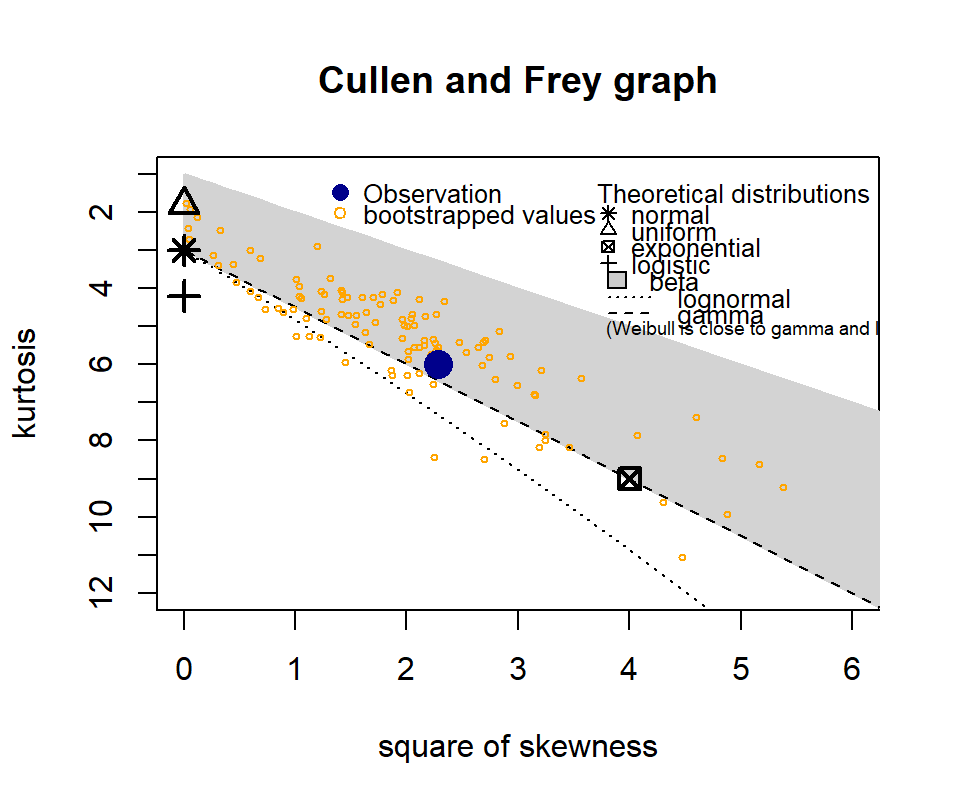 Cullen and Frey graph
Observation
bootstrapped values
Theoretical distributions
normal
uniform
exponential
logistic
beta
lognormal
gamma
(Weibull is close to gamma and l
kurtosis
2
4
6
8
10
12
0 1 2 3 4 5 6
square of skewness